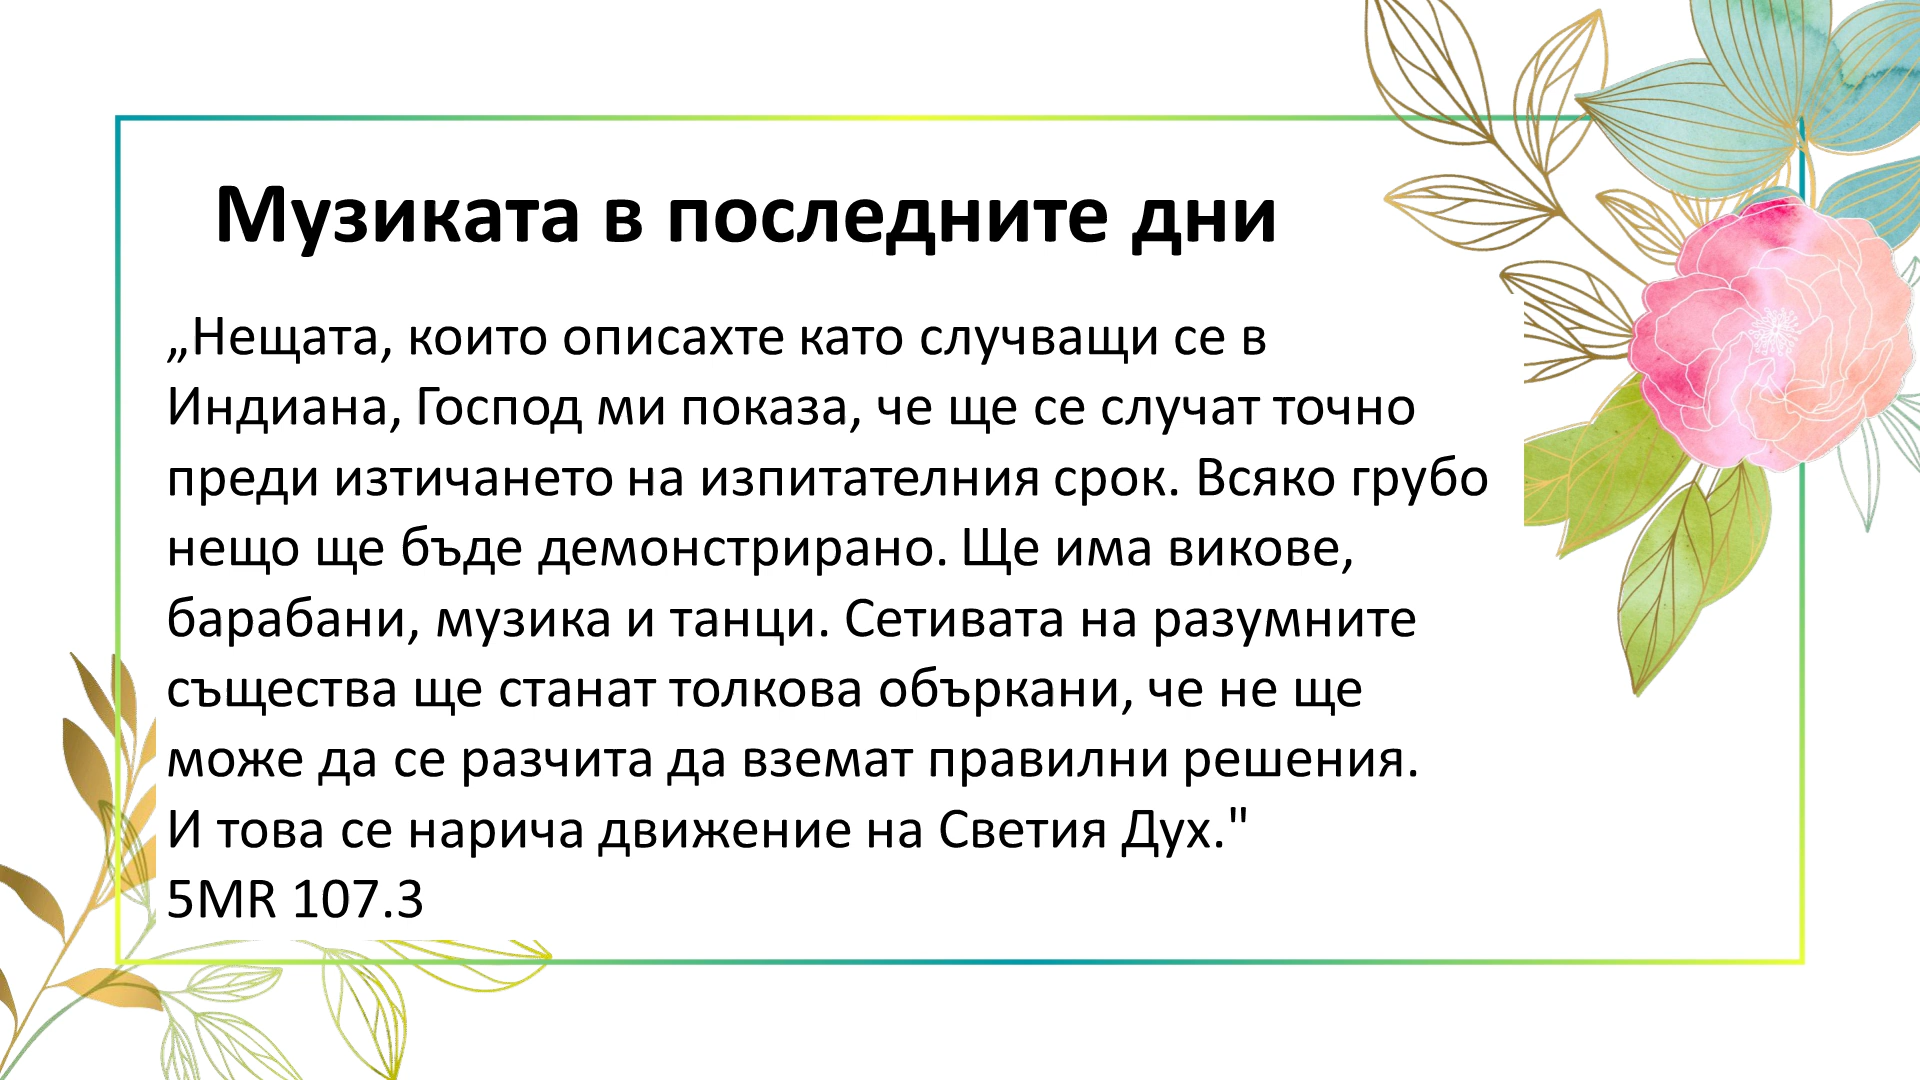 Музиката в последните дни
„Нещата, които описахте като случващи се в
Индиана, Господ ми показа, че ще се случат точно
преди изтичането на изпитателния срок. Всяко грубо
нещо ще бъде демонстрирано. Ще има викове,
барабани, музика и танци. Сетивата на разумните
същества ще станат толкова объркани, че не ще
може да се разчита да вземат правилни решения.
И това се нарича движение на Светия Дух."
5MR 107.3